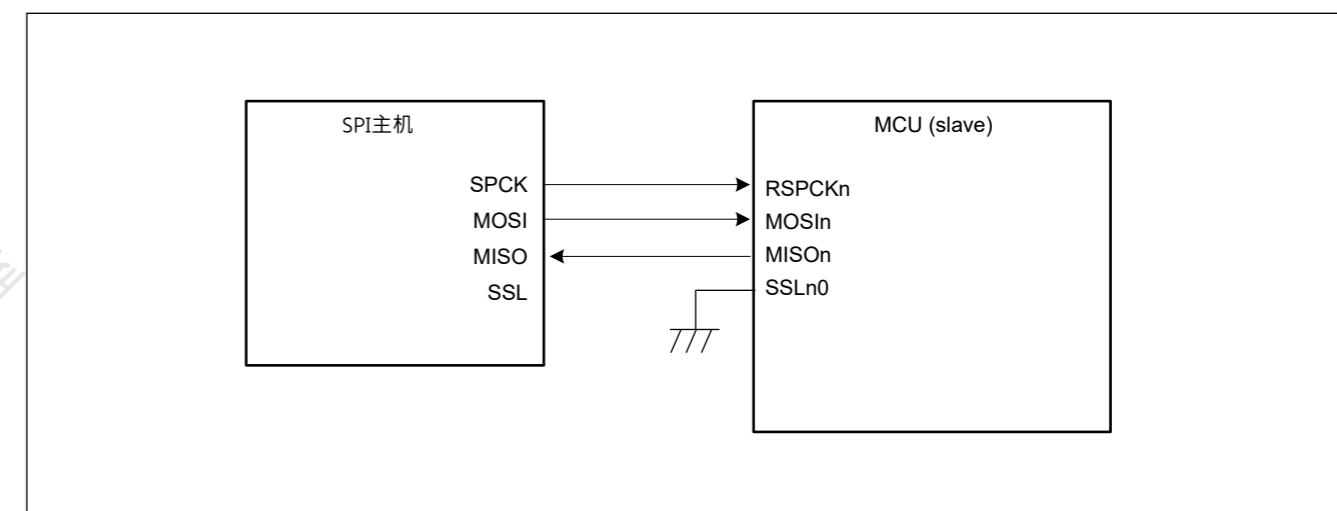 SPI主机
SPCK
MOSI
MISO
SSL
MCU (slave)
RSPCKn
MOSIn
MISOn
SSLn0